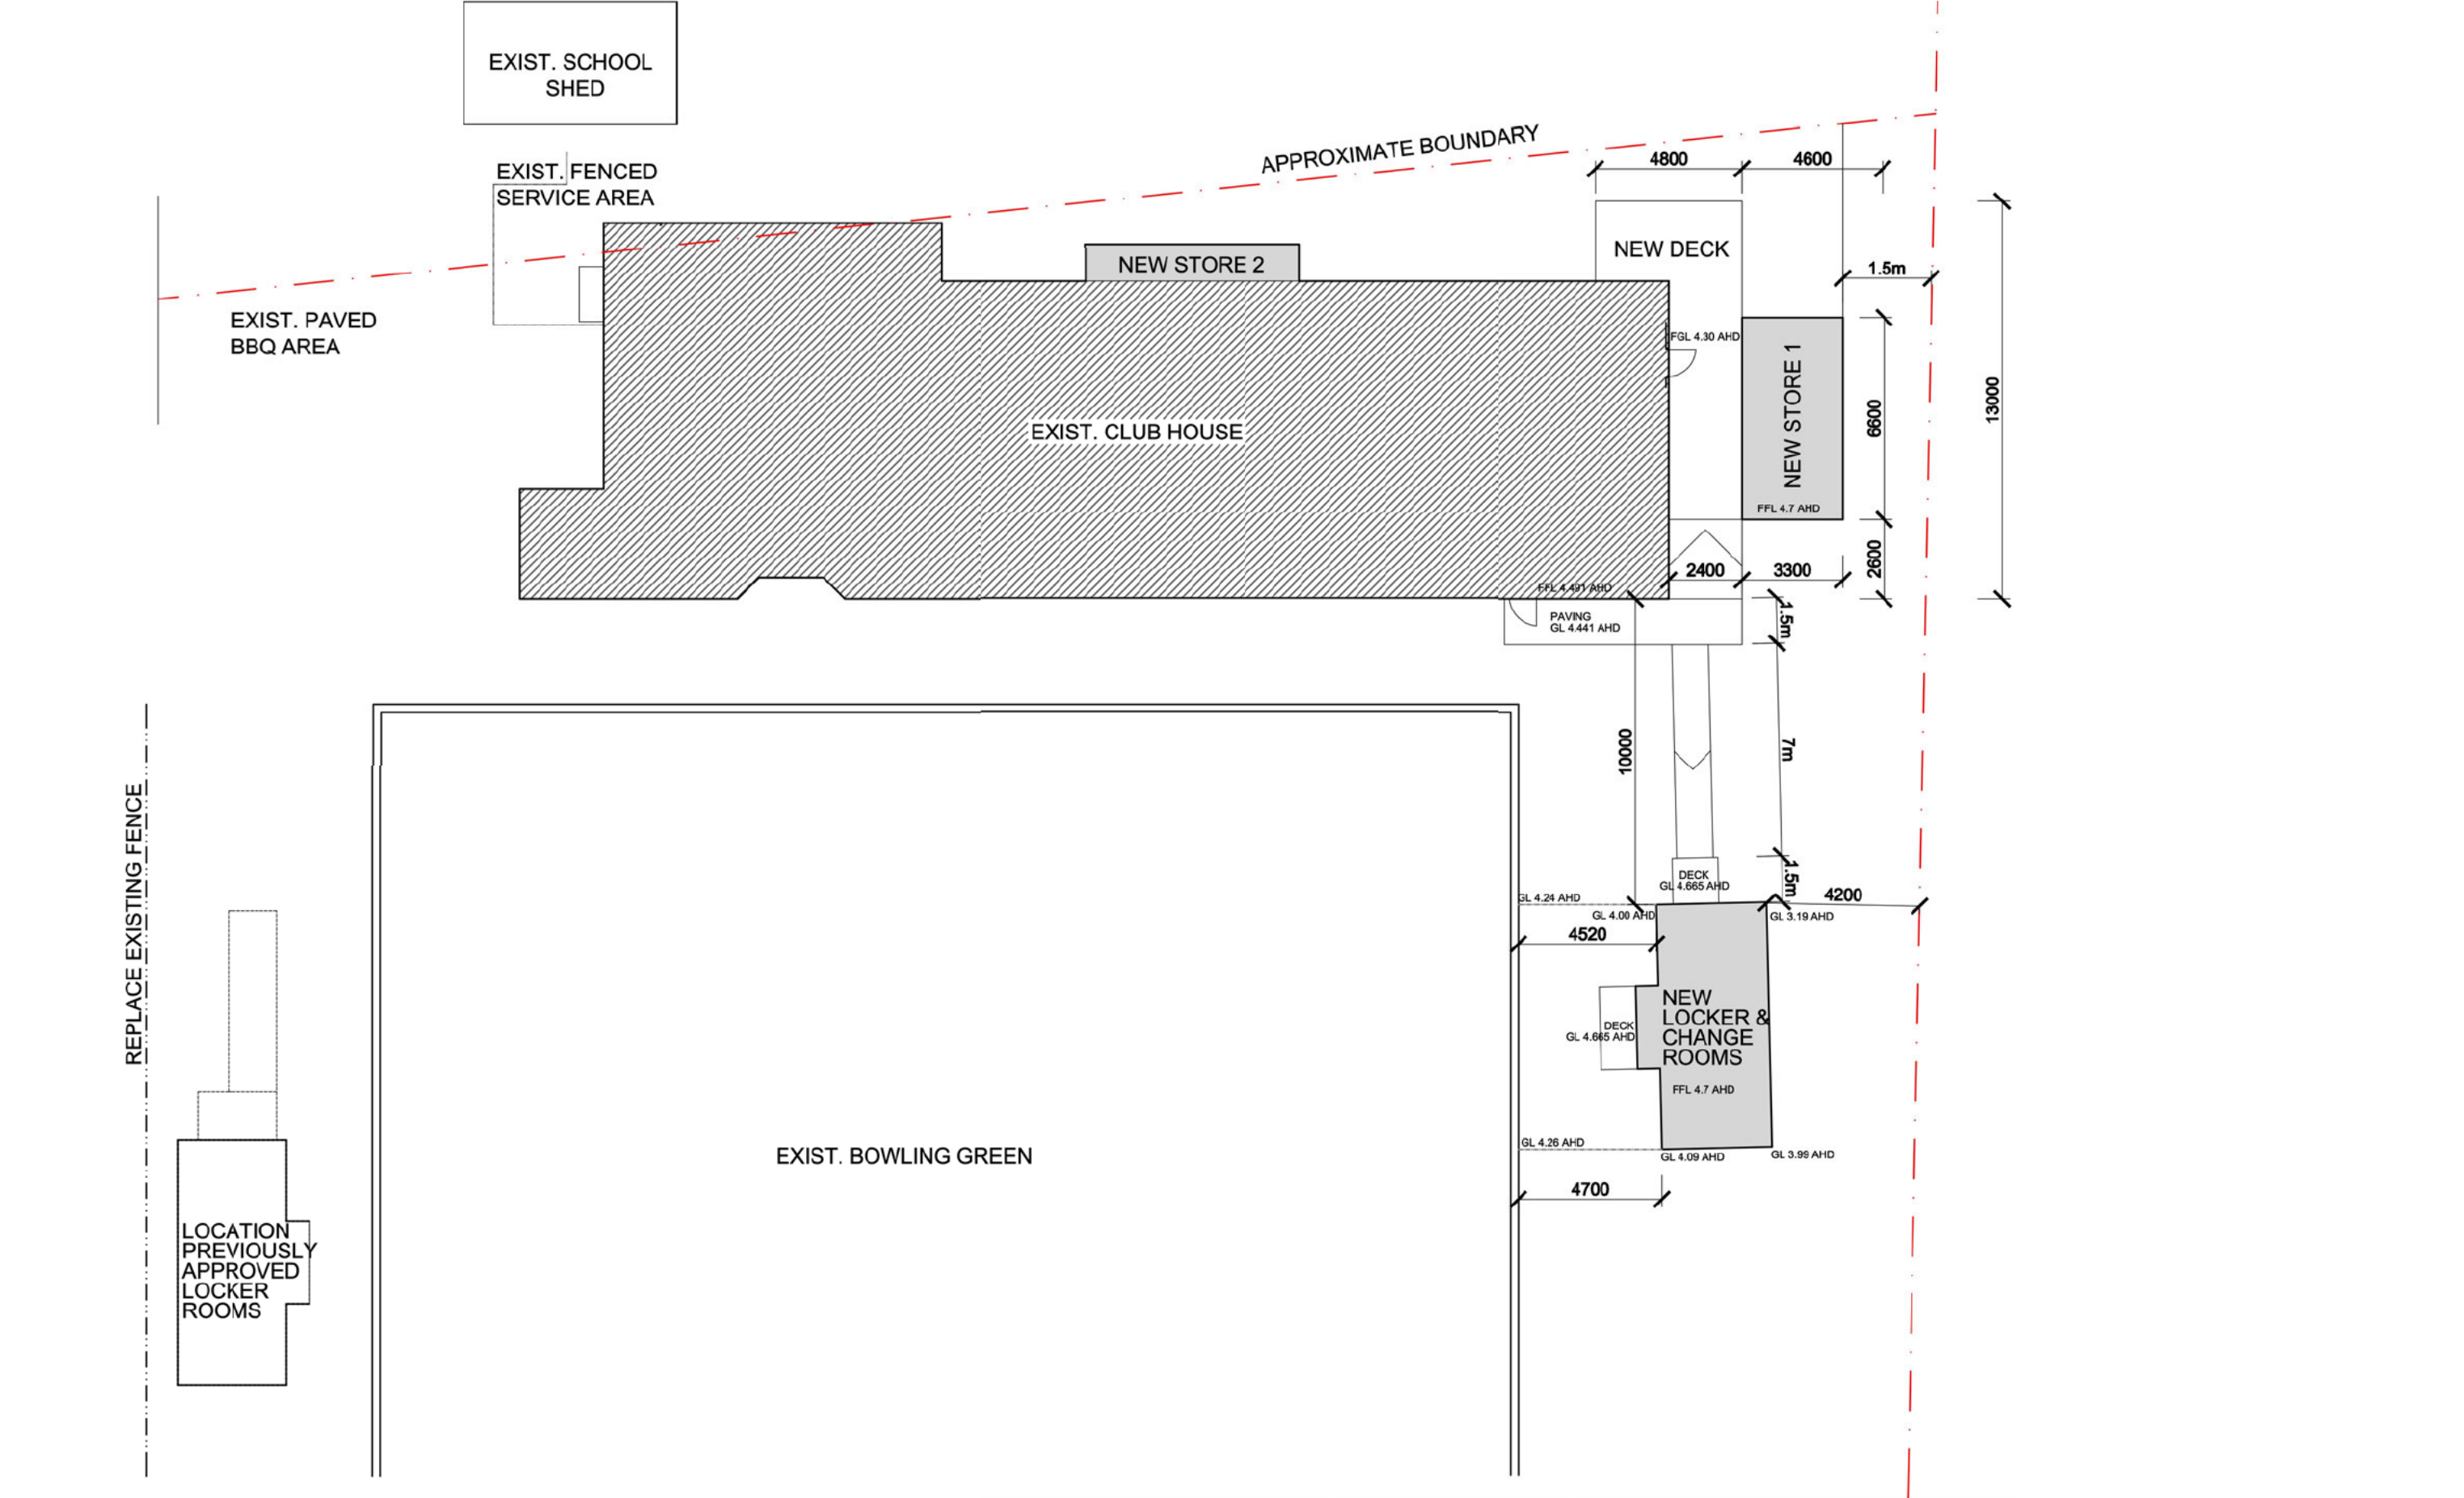 EXIST. SCHOOL
SHED
APPROXIMATE BOUNDARY
4800
4600
EXIST. FENCED
SERVICE AREA
NEW DECK
NEW STORE 2
1.5m
EXIST. PAVED
BBQ AREA
FGL 4.30 AHD
NEW STORE 1
6600
13000
EXIST. CLUB HOUSE
FFL 4.7 AHD
2600
2400
3300
FFL 4.491 AHD
PAVING
GL 4.441 AHD
1.5m
10000
7m
REPLACE EXISTING FENCE
DECK
GL 4.665 AHD
1.5m
4200
GL 4.24 AHD
GL 4.00 AHD
GL 3.19 AHD
4520
NEW
LOCKER &
CHANGE
ROOMS
DECK
GL 4.665 AHD
FFL 4.7 AHD
EXIST. BOWLING GREEN
GL 4.26 AHD
GL 4.09 AHD
GL 3.99 AHD
4700
LOCATION
PREVIOUSLY
APPROVED
LOCKER
ROOMS